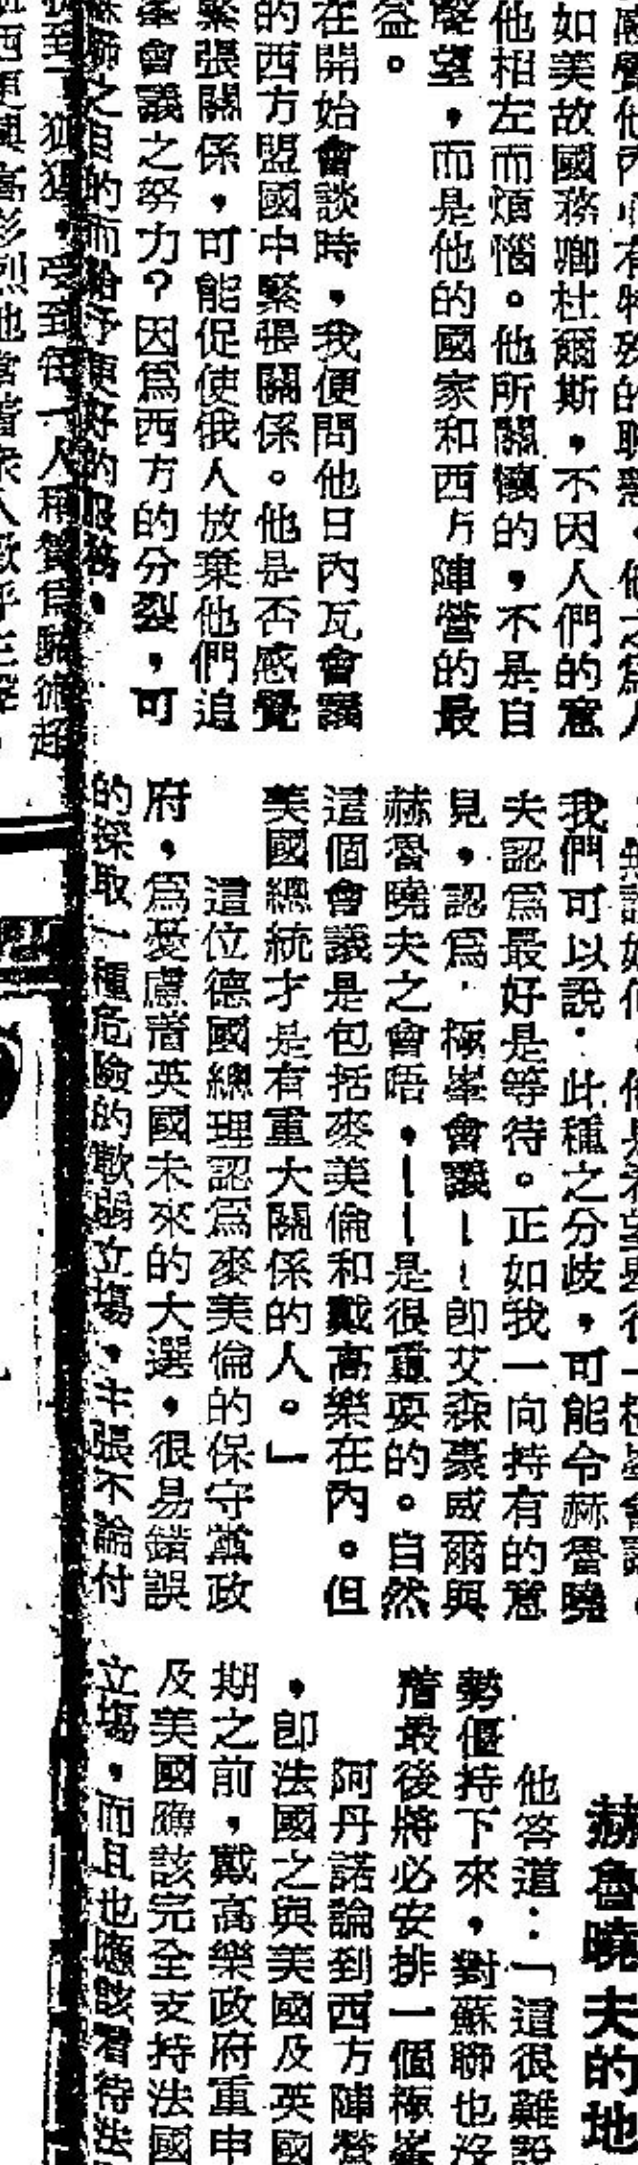 如美故國務卿杜爾斯，不因人們的意
他相左而煩惱。他所關懷的，不是自
望，而是他的國家和西方陣營的最
益。
在開始會談時，我便問他日內瓦會議
的西方盟國中緊張關係。他是否感覺
緊張關係，可能促使俄人放棄他們追
峯會議之努力？因爲西方的分裂，可
我們可以說：此種之分歧，可能令赫魯曉
夫認爲最好是等待。正如我一向持有的意
見，認爲，極峯會議——卽艾森豪威爾與
赫魯曉夫之會晤，——是很重要的。自然
這個會議是包括麥美倫和戴高樂在內。但
美國總統才是有重大關係的人。」
這位德國總理認爲麥美倫的保守黨政
府，爲憂慮着英國未來的大選，很易錯誤
的採取一種危險的軟弱立塲，主張不論付
赫魯曉夫的地
他答道：「這很難說
勢僵持下來，對蘇聯也沒
着最後將必安排一個極峯
阿丹諾論到西方陣營
，卽法國之與美國及英國
期之前，戴高樂政府重申
及美國應該完全支持法國
立塲，而且也應該看待法